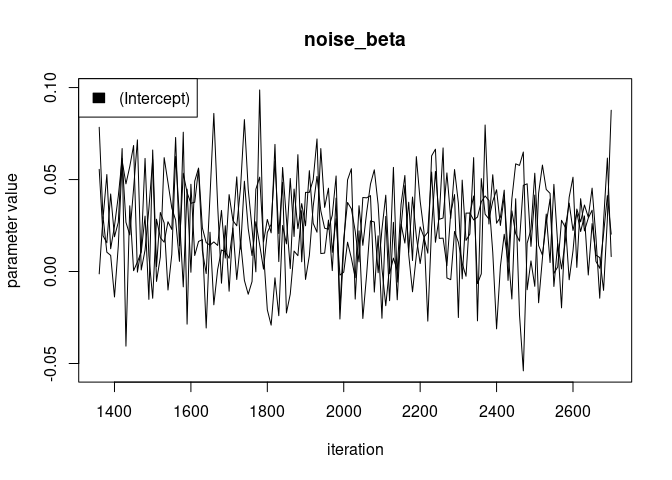 noise_beta
(Intercept)
0.10
0.05
0.00
-0.05
parameter value
1400 1600 1800 2000 2200 2400 2600
iteration